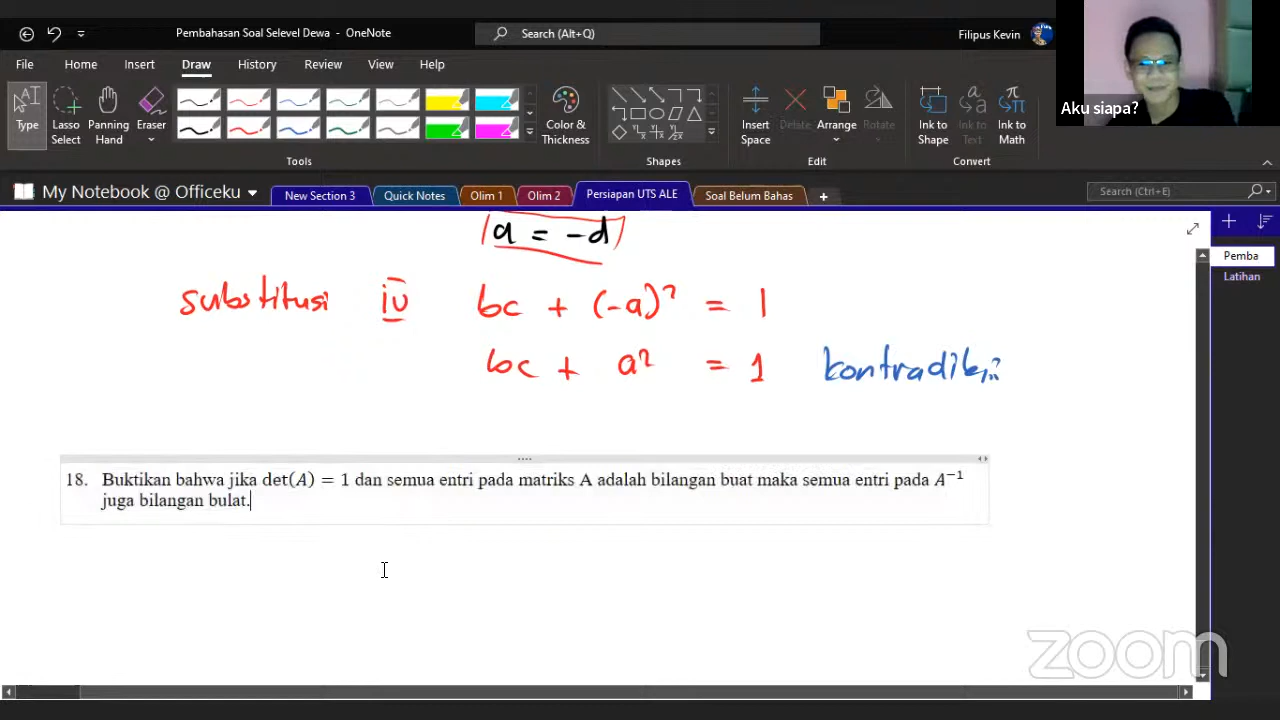 Pembahasan Soal Selevel Dewa - OneNote
Search (Alt+Q)
Filipus Kevin
Aku siapa?
File Home Insert Draw History Review View Help
Type
Lasso Select
Panning Hand
Eraser
Color & Thickness
Insert Space
Delete
Arrange
Rotate
Ink to Shape
Ink to Text
Ink to Math
Tools
Shapes
Edit
Convert
My Notebook @ Officeku
New Section 3
Quick Notes
Olim 1
Olim 2
Persiapan UTS ALE
Soal Belum Bahas
Search (Ctrl+E)
Pemba
Latihan
a = -d
substitusi iv bc + (-a)² = 1
bc + a² = 1 kontradiksi
18. Buktikan bahwa jika det(A) = 1 dan semua entri pada matriks A adalah bilangan buat maka semua entri pada A⁻¹
juga bilangan bulat.
zoom